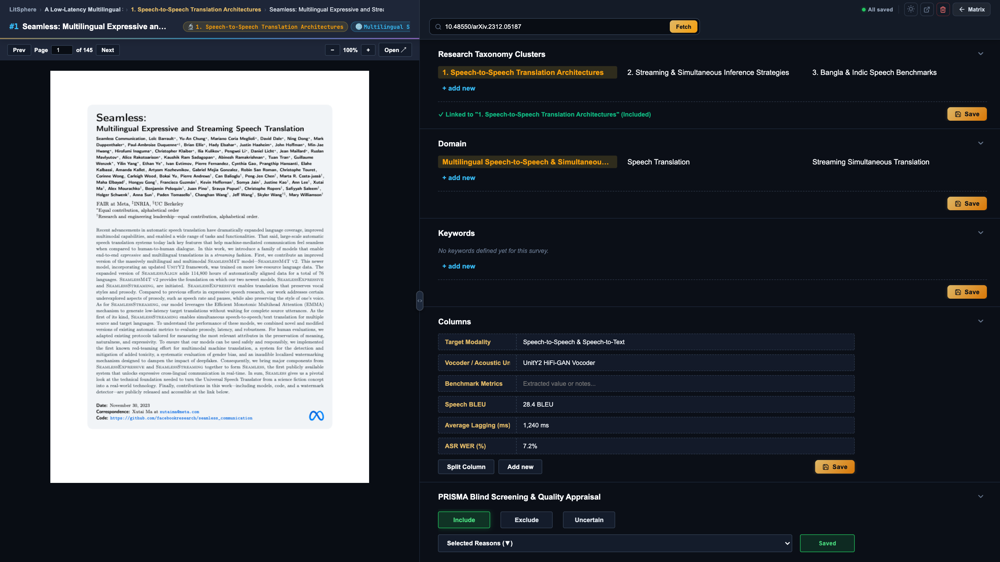 LitSphere › A Low-Latency Multilingual › 1. Speech-to-Speech Translation Architectures › Seamless: Multilingual Expressive and Strea
#1 Seamless: Multilingual Expressive an... 1. Speech-to-Speech Translation Architectures Multilingual S
Prev Page 1 of 145 Next − 100% + Open
Seamless:
Multilingual Expressive and Streaming Speech Translation
Seamless Communication, Loïc Barrault*, Yu-An Chung*, Mariano Coria Meglioli*, David Dale*, Ning Dong*, Mark
Duppenthaler*, Paul-Ambroise Duquenne*‡, Brian Ellis*, Hady Elsahar*, Justin Haaheim*, John Hoffman*, Min-Jae
Hwang*, Hirofumi Inaguma*, Christopher Klaiber*, Ilia Kulikov*, Pengwei Li*, Daniel Licht*, Jean Maillard*, Ruslan
Mavlyutov*, Alice Rakotoarison*, Kaushik Ram Sadagopan*, Abinesh Ramakrishnan*, Tuan Tran*, Guillaume
Wenzek*, Yilin Yang*, Ethan Ye*, Ivan Evtimov, Pierre Fernandez, Cynthia Gao, Prangthip Hansanti, Elahe
Kalbassi, Amanda Kallet, Artyom Kozhevnikov, Gabriel Mejia Gonzalez, Robin San Roman, Christophe Touret,
Corinne Wong, Carleigh Wood, Bokai Yu, Pierre Andrews†, Can Balioglu†, Peng-Jen Chen†, Marta R. Costa-jussà†,
Maha Elbayad†, Hongyu Gong†, Francisco Guzmán†, Kevin Heffernan†, Somya Jain†, Justine Kao†, Ann Lee†, Xutai
Ma†, Alex Mourachko†, Benjamin Peloquin†, Juan Pino†, Sravya Popuri†, Christophe Ropers†, Safiyyah Saleem†,
Holger Schwenk†, Anna Sun†, Paden Tomasello†, Changhan Wang†, Jeff Wang†, Skyler Wang†§, Mary Williamson†
FAIR at Meta, ‡INRIA, §UC Berkeley
*Equal contribution, alphabetical order
†Research and engineering leadership—equal contribution, alphabetical order.
Recent advancements in automatic speech translation have dramatically expanded language coverage, improved
multimodal capabilities, and enabled a wide range of tasks and functionalities. That said, large-scale automatic
speech translation systems today lack key features that help machine-mediated communication feel seamless
when compared to human-to-human dialogue. In this work, we introduce a family of models that enable
end-to-end expressive and multilingual translations in a streaming fashion. First, we contribute an improved
version of the massively multilingual and multimodal SEAMLESSM4T model—SEAMLESSM4T V2. This newer
model, incorporating an updated UNITY2 framework, was trained on more low-resource language data. The
expanded version of SEAMLESSALIGN adds 114,800 hours of automatically aligned data for a total of 76
languages. SEAMLESSM4T V2 provides the foundation on which our two newest models, SEAMLESSEXPRESSIVE
and SEAMLESSSTREAMING, are initiated. SEAMLESSEXPRESSIVE enables translation that preserves vocal
styles and prosody. Compared to previous efforts in expressive speech research, our work addresses certain
underexplored aspects of prosody, such as speech rate and pauses, while also preserving the style of one's voice.
As for SEAMLESSSTREAMING, our model leverages the Efficient Monotonic Multihead Attention (EMMA)
mechanism to generate low-latency target translations without waiting for complete source utterances. As the
first of its kind, SEAMLESSSTREAMING enables simultaneous speech-to-speech/text translation for multiple
source and target languages. To understand the performance of these models, we combined novel and modified
versions of existing automatic metrics to evaluate prosody, latency, and robustness. For human evaluations, we
adapted existing protocols tailored for measuring the most relevant attributes in the preservation of meaning,
naturalness, and expressivity. To ensure that our models can be used safely and responsibly, we implemented
the first known red-teaming effort for multimodal machine translation, a system for the detection and
mitigation of added toxicity, a systematic evaluation of gender bias, and an inaudible localized watermarking
mechanism designed to dampen the impact of deepfakes. Consequently, we bring major components from
SEAMLESSEXPRESSIVE and SEAMLESSSTREAMING together to form SEAMLESS, the first publicly available
system that unlocks expressive cross-lingual communication in real-time. In sum, SEAMLESS gives us a pivotal
look at the technical foundation needed to turn the Universal Speech Translator from a science fiction concept
into a real-world technology. Finally, contributions in this work—including models, code, and a watermark
detector—are publicly released and accessible at the link below.
Date: November 30, 2023
Correspondence: Xutai Ma at xutaima@meta.com
Code: https://github.com/facebookresearch/seamless_communication
All saved Matrix
10.48550/arXiv.2312.05187 Fetch
Research Taxonomy Clusters
1. Speech-to-Speech Translation Architectures 2. Streaming & Simultaneous Inference Strategies 3. Bangla & Indic Speech Benchmarks
+ add new
✓ Linked to "1. Speech-to-Speech Translation Architectures" (Included) Save
Domain
Multilingual Speech-to-Speech & Simultaneou... Speech Translation Streaming Simultaneous Translation
+ add new
Save
Keywords
No keywords defined yet for this survey.
+ add new
Save
Columns
Target Modality Speech-to-Speech & Speech-to-Text
Vocoder / Acoustic Un UnitY2 HiFi-GAN Vocoder
Benchmark Metrics Extracted value or notes...
Speech BLEU 28.4 BLEU
Average Lagging (ms) 1,240 ms
ASR WER (%) 7.2%
Split Column Add new Save
PRISMA Blind Screening & Quality Appraisal
Include Exclude Uncertain
Selected Reasons (▼) Saved